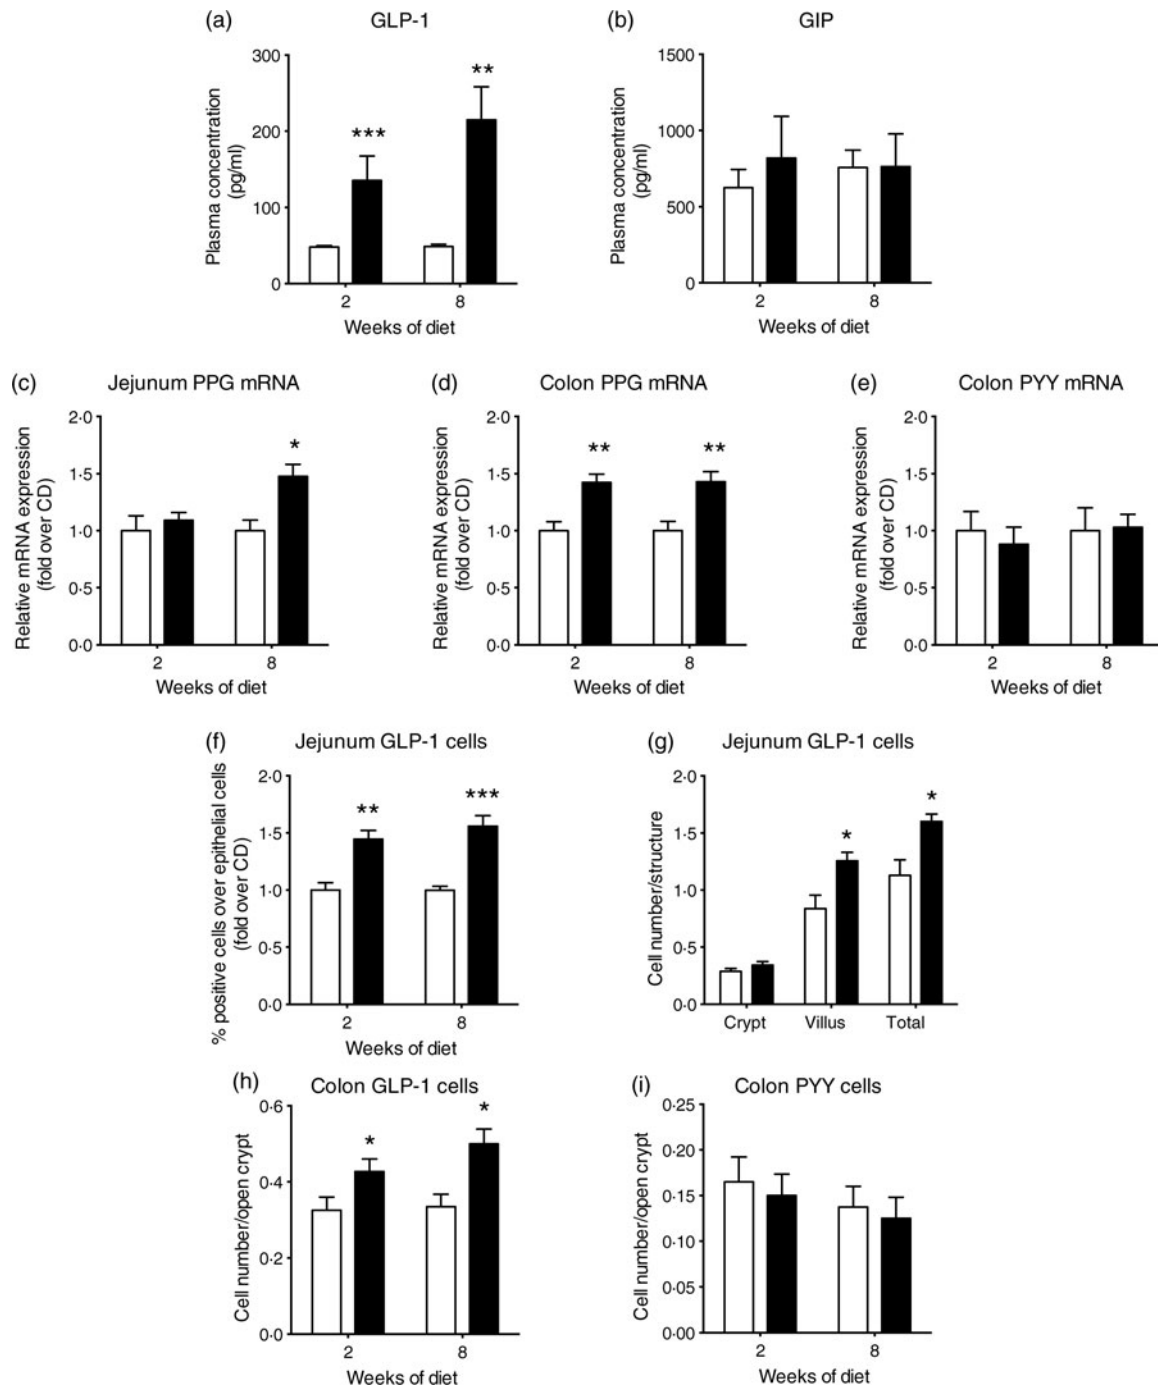 (a) GLP-1
Plasma concentration
(pg/ml)
300
200
100
0
***
**
2 8
Weeks of diet
(b) GIP
Plasma concentration
(pg/ml)
1500
1000
500
0
2 8
Weeks of diet
(c) Jejunum PPG mRNA
Relative mRNA expression
(fold over CD)
2·0
1·5
1·0
0·5
0·0
*
2 8
Weeks of diet
(d) Colon PPG mRNA
Relative mRNA expression
(fold over CD)
2·0
1·5
1·0
0·5
0·0
** **
2 8
Weeks of diet
(e) Colon PYY mRNA
Relative mRNA expression
(fold over CD)
2·0
1·5
1·0
0·5
0·0
2 8
Weeks of diet
(f) Jejunum GLP-1 cells
% positive cells over epithelial cells
(fold over CD)
2·0
1·5
1·0
0·5
0·0
** ***
2 8
Weeks of diet
(g) Jejunum GLP-1 cells
Cell number/structure
2·0
1·5
1·0
0·5
0·0
* *
Crypt Villus Total
(h) Colon GLP-1 cells
Cell number/open crypt
0·6
0·4
0·2
0·0
* *
2 8
Weeks of diet
(i) Colon PYY cells
Cell number/open crypt
0·25
0·20
0·15
0·10
0·05
0·00
2 8
Weeks of diet